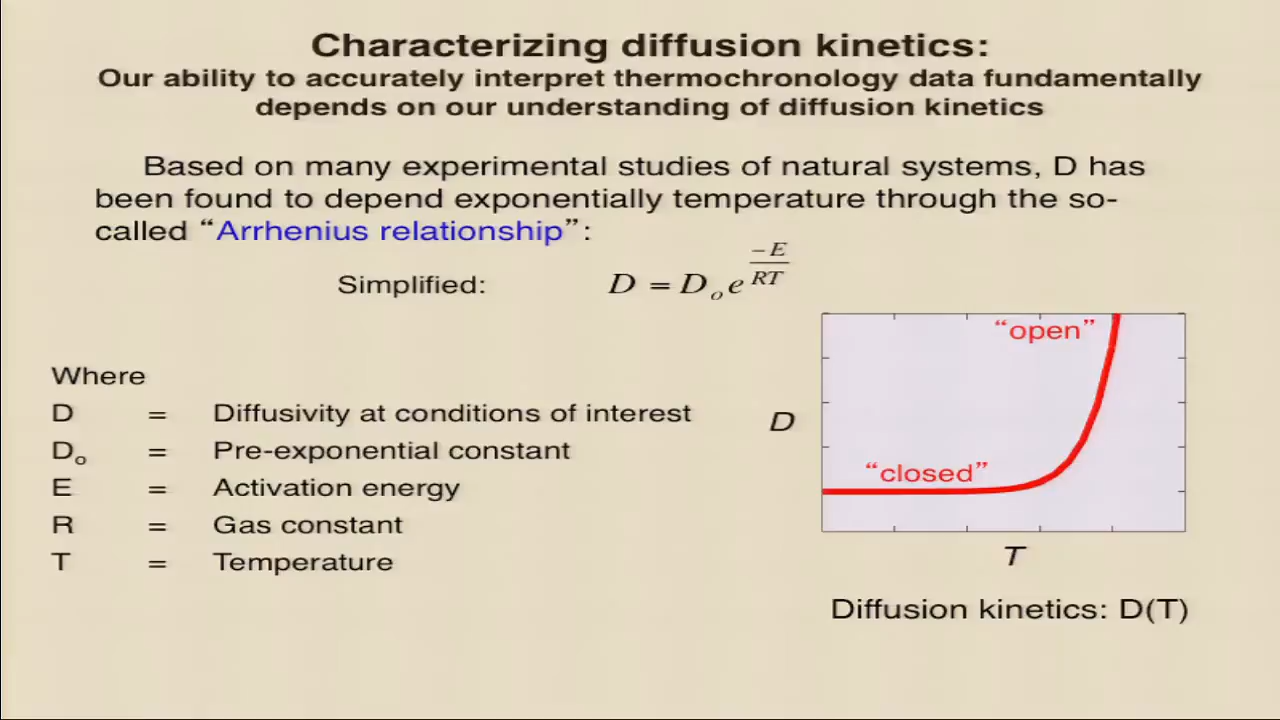 Characterizing diffusion kinetics:
Our ability to accurately interpret thermochronology data fundamentally
depends on our understanding of diffusion kinetics
Based on many experimental studies of natural systems, D has
been found to depend exponentially temperature through the so-
called “Arrhenius relationship”:
Simplified: D = D₀e^(-E/RT)
Where
D = Diffusivity at conditions of interest
D₀ = Pre-exponential constant
E = Activation energy
R = Gas constant
T = Temperature
“open”
D
“closed”
T
Diffusion kinetics: D(T)